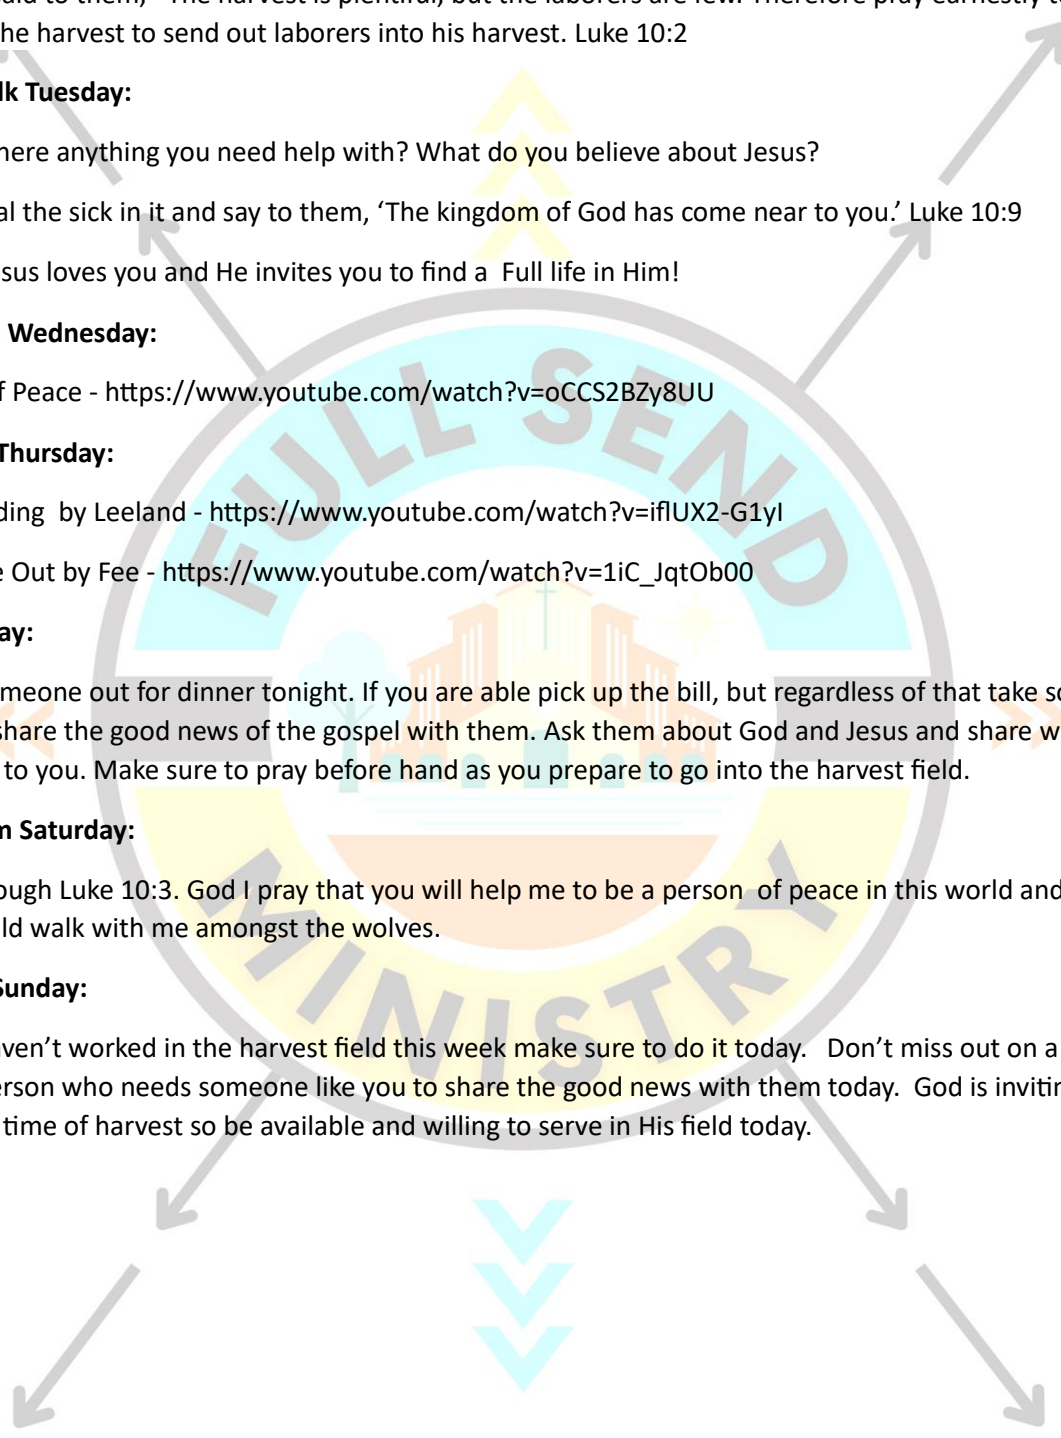 said to them, "The harvest is plentiful, but the laborers are few. Therefore pray earnestly to
he harvest to send out laborers into his harvest. Luke 10:2
lk Tuesday:
here anything you need help with? What do you believe about Jesus?
al the sick in it and say to them, ‘The kingdom of God has come near to you.’ Luke 10:9
sus loves you and He invites you to find a  Full life in Him!
Wednesday:
f Peace - https://www.youtube.com/watch?v=oCCS2BZy8UU
Thursday:
ding  by Leeland - https://www.youtube.com/watch?v=iflUX2-G1yI
e Out by Fee - https://www.youtube.com/watch?v=1iC_JqtOb00
ay:
meone out for dinner tonight. If you are able pick up the bill, but regardless of that take so
share the good news of the gospel with them. Ask them about God and Jesus and share w
to you. Make sure to pray before hand as you prepare to go into the harvest field.
m Saturday:
ough Luke 10:3. God I pray that you will help me to be a person  of peace in this world and
ld walk with me amongst the wolves.
Sunday:
aven’t worked in the harvest field this week make sure to do it today.   Don’t miss out on a
erson who needs someone like you to share the good news with them today.  God is invitin
time of harvest so be available and willing to serve in His field today.
FULL SEND
MINISTRY